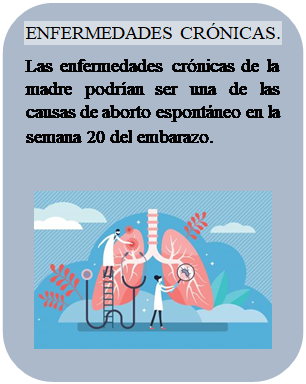 ENFERMEDADES CRÓNICAS.
Las enfermedades crónicas de la
madre podrían ser una de las
causas de aborto espontáneo en la
semana 20 del embarazo.